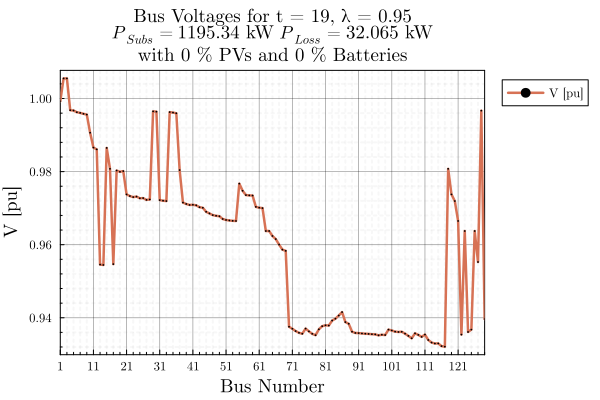 Bus Voltages for t = 19, λ = 0.95
P_Subs = 1195.34 kW P_Loss = 32.065 kW
with 0 % PVs and 0 % Batteries
V [pu]
1.00
0.98
0.96
0.94
V [pu]
1 11 21 31 41 51 61 71 81 91 101 111 121
Bus Number